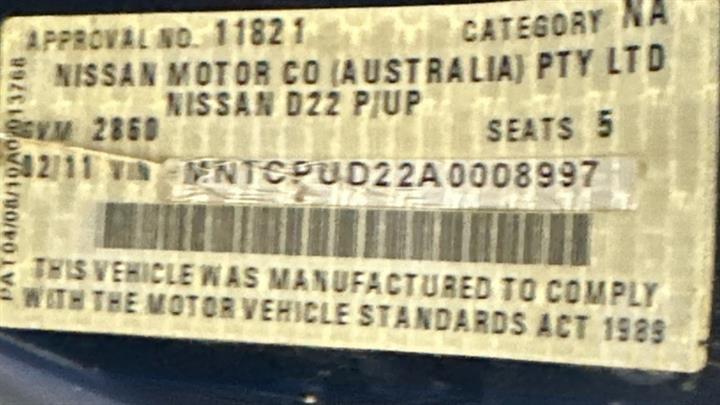 APPROVAL NO. 11821 CATEGORY NA
NISSAN MOTOR CO (AUSTRALIA) PTY LTD
NISSAN D22 P/UP
GVM 2860 SEATS 5
02/11 VIN MNTCPUD22A0008997
THIS VEHICLE WAS MANUFACTURED TO COMPLY
WITH THE MOTOR VEHICLE STANDARDS ACT 1989